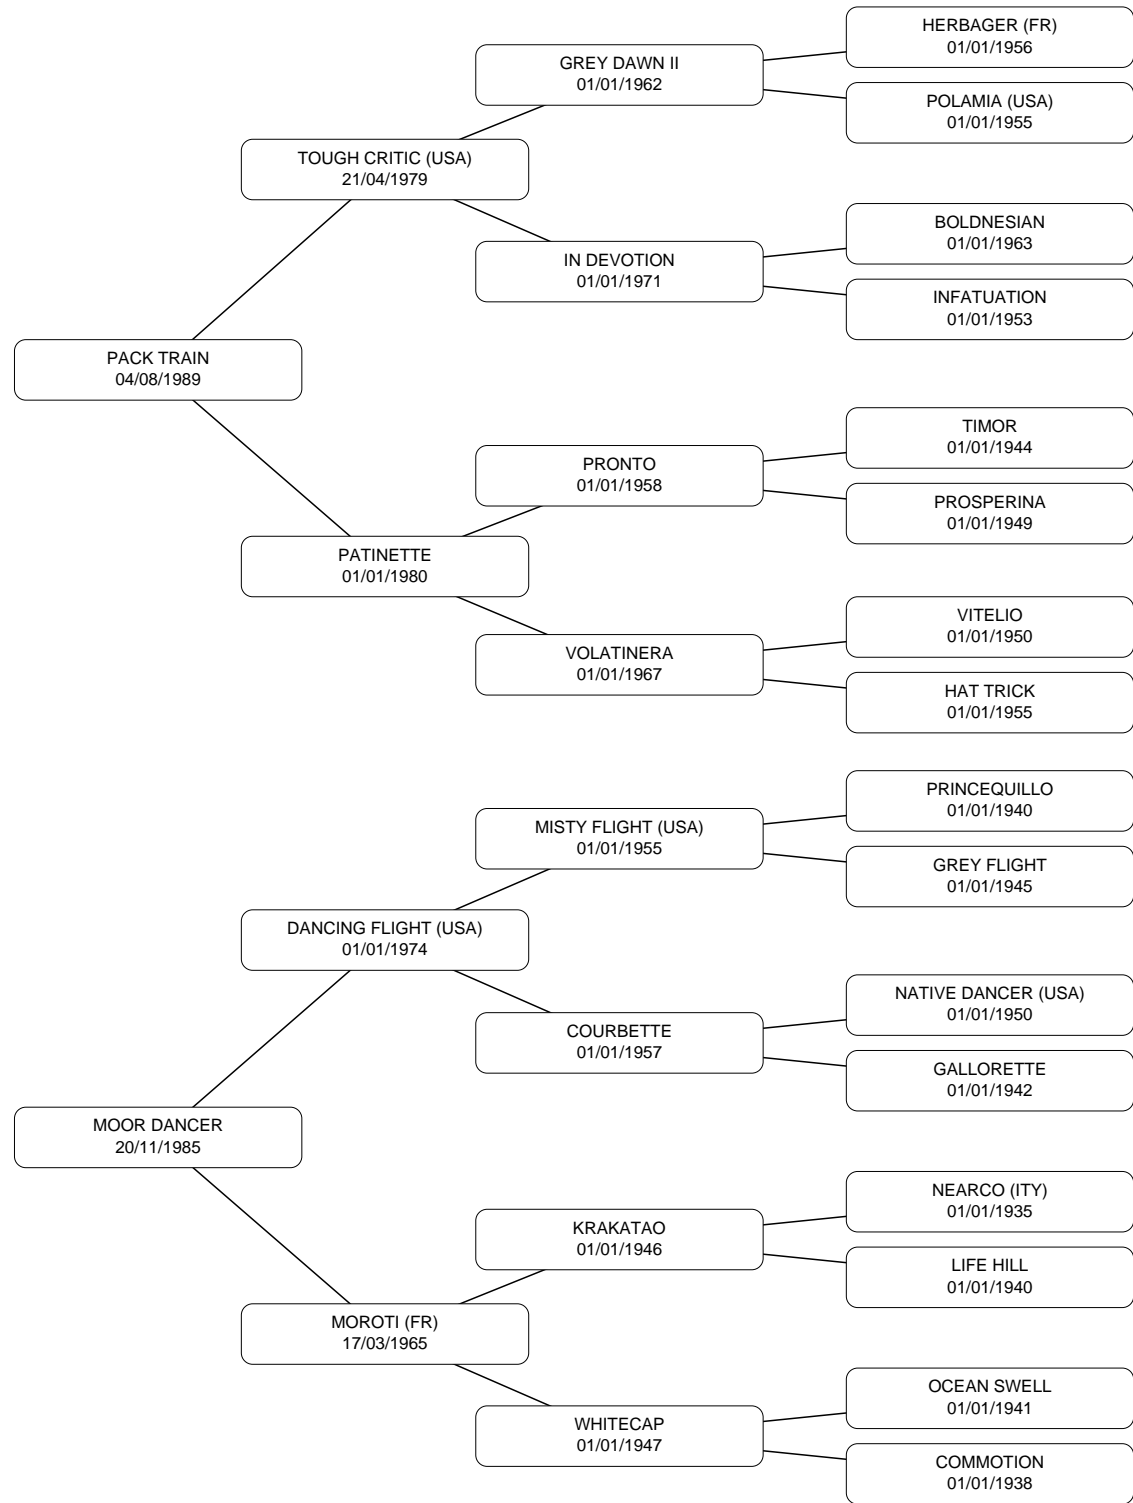 HERBAGER (FR)
01/01/1956
GREY DAWN II
01/01/1962
POLAMIA (USA)
01/01/1955
TOUGH CRITIC (USA)
21/04/1979
BOLDNESIAN
01/01/1963
IN DEVOTION
01/01/1971
INFATUATION
01/01/1953
PACK TRAIN
04/08/1989
TIMOR
01/01/1944
PRONTO
01/01/1958
PROSPERINA
01/01/1949
PATINETTE
01/01/1980
VITELIO
01/01/1950
VOLATINERA
01/01/1967
HAT TRICK
01/01/1955
PRINCEQUILLO
01/01/1940
MISTY FLIGHT (USA)
01/01/1955
GREY FLIGHT
01/01/1945
DANCING FLIGHT (USA)
01/01/1974
NATIVE DANCER (USA)
01/01/1950
COURBETTE
01/01/1957
GALLORETTE
01/01/1942
MOOR DANCER
20/11/1985
NEARCO (ITY)
01/01/1935
KRAKATAO
01/01/1946
LIFE HILL
01/01/1940
MOROTI (FR)
17/03/1965
OCEAN SWELL
01/01/1941
WHITECAP
01/01/1947
COMMOTION
01/01/1938